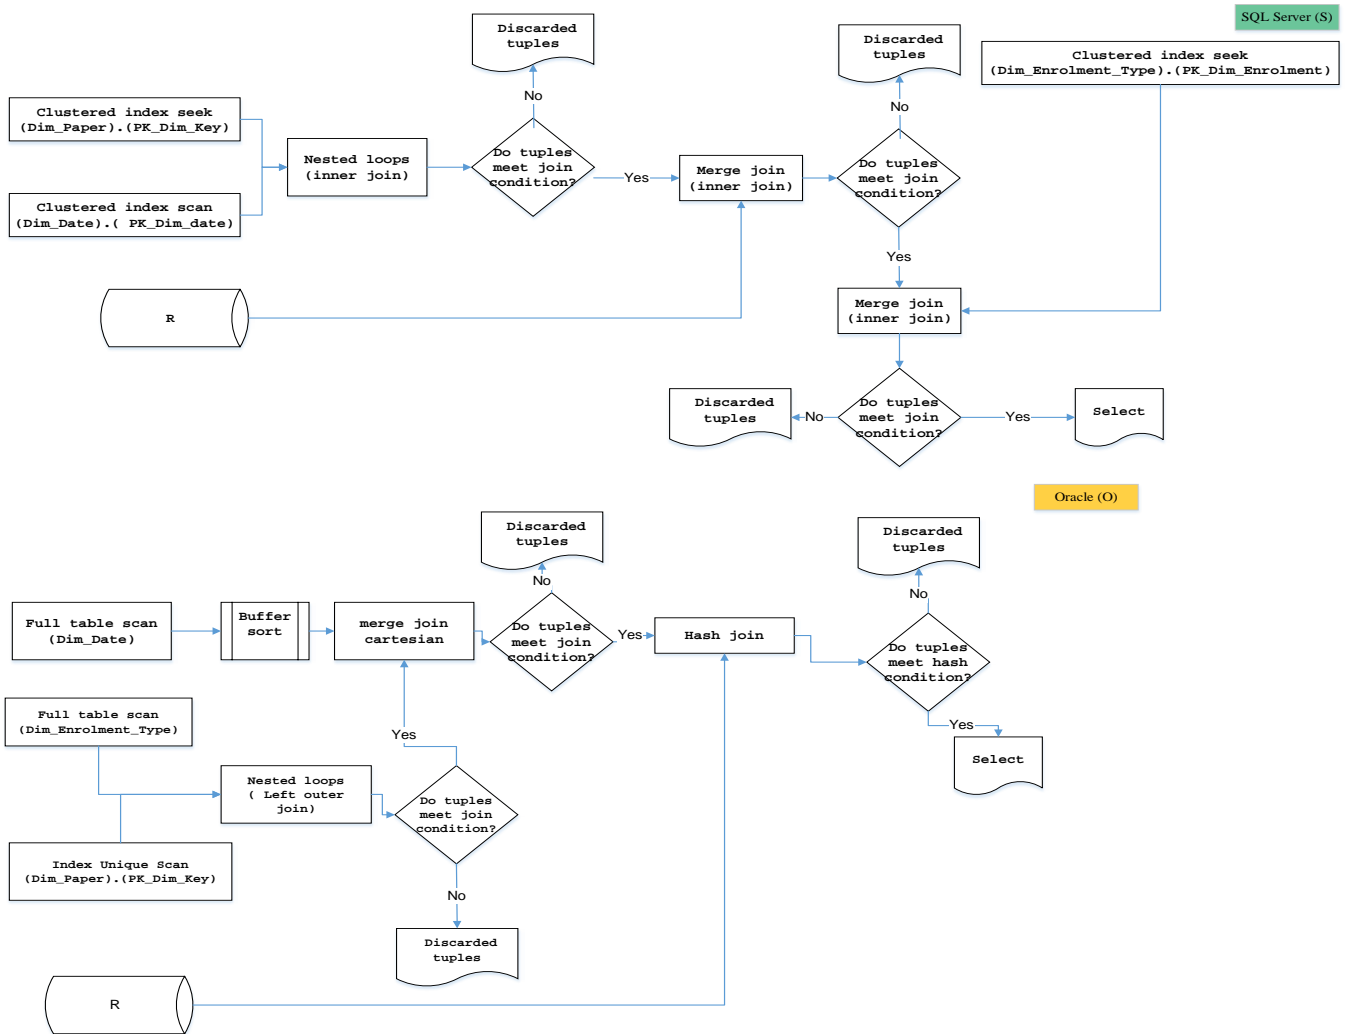 SQL Server (S)
Discarded
tuples
Discarded
tuples
Clustered index seek
(Dim_Enrolment_Type).(PK_Dim_Enrolment)
No
No
Clustered index seek
(Dim_Paper).(PK_Dim_Key)
Nested loops
(inner join)
Do tuples
meet join
condition?
Yes
Merge join
(inner join)
Do tuples
meet join
condition?
Clustered index scan
(Dim_Date).( PK_Dim_date)
Yes
R
Merge join
(inner join)
Discarded
tuples
No
Do tuples
meet join
condition?
Yes
Select
Oracle (O)
Discarded
tuples
Discarded
tuples
No
No
Full table scan
(Dim_Date)
Buffer
sort
merge join
cartesian
Do tuples
meet join
condition?
Yes
Hash join
Do tuples
meet hash
condition?
Full table scan
(Dim_Enrolment_Type)
Yes
Yes
Select
Nested loops
( Left outer
join)
Do tuples
meet join
condition?
Index Unique Scan
(Dim_Paper).(PK_Dim_Key)
No
Discarded
tuples
R